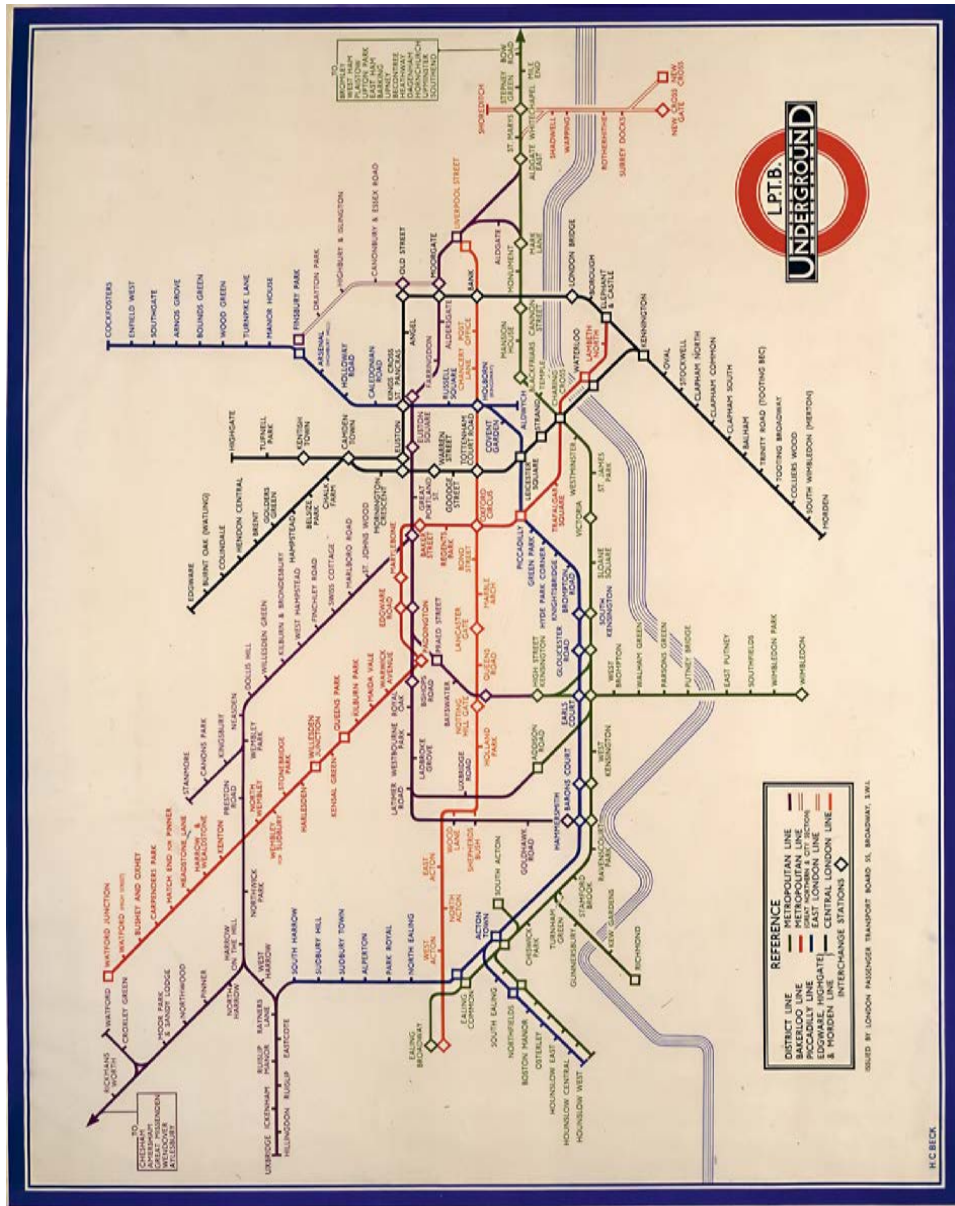 TO
CHESHAM
AMERSHAM
GREAT MISSENDEN
WENDOVER
AYLESBURY
RICKMANS
WORTH
WATFORD
CROXLEY GREEN
MOOR PARK
& SANDY LODGE
NORTHWOOD
PINNER
NORTH
HARROW
HARROW
ON THE HILL
NORTHWICK
PARK
PRESTON
ROAD
WEMBLEY
PARK
NEASDEN
DOLLIS HILL
WILLESDEN GREEN
KILBURN & BRONDESBURY
WEST HAMPSTEAD
FINCHLEY ROAD
SWISS COTTAGE
MARLBORO ROAD
ST. JOHNS WOOD
STANMORE
CANONS PARK
KINGSBURY
UXBRIDGE
HILLINGDON
ICKENHAM
RUISLIP
RUISLIP
MANOR
EASTCOTE
RAYNERS
LANE
WEST
HARROW
SOUTH HARROW
SUDBURY HILL
SUDBURY TOWN
ALPERTON
PARK ROYAL
NORTH EALING
WATFORD JUNCTION
WATFORD (HIGH STREET)
BUSHEY AND OXHEY
CARPENDERS PARK
HATCH END FOR PINNER
HEADSTONE LANE
HARROW
WEALDSTONE
KENTON
NORTH
WEMBLEY
WEMBLEY
FOR SUDBURY
STONEBRIDGE
PARK
HARLESDEN
WILLESDEN
JUNCTION
KENSAL GREEN
QUEENS PARK
KILBURN PARK
MAIDA VALE
WARWICK
AVENUE
PADDINGTON
EDGWARE
ROAD
MARYLEBONE
BAKER
STREET
REGENTS
PARK
OXFORD
CIRCUS
PICCADILLY
TRAFALGAR
SQUARE
CHARING
CROSS
WATERLOO
LAMBETH
NORTH
ELEPHANT
& CASTLE
EDGWARE
BURNT OAK (WATLING)
COLINDALE
HENDON CENTRAL
BRENT
GOLDERS
GREEN
HAMPSTEAD
BELSIZE
PARK
CHALK
FARM
HIGHGATE
TUFNELL
PARK
KENTISH
TOWN
CAMDEN
TOWN
MORNINGTON
CRESCENT
EUSTON
WARREN
STREET
GOODGE
STREET
TOTTENHAM
COURT ROAD
LEICESTER
SQUARE
STRAND
KINGS CROSS
ST. PANCRAS
ANGEL
OLD STREET
MOORGATE
BANK
LONDON BRIDGE
BOROUGH
KENNINGTON
OVAL
STOCKWELL
CLAPHAM NORTH
CLAPHAM COMMON
CLAPHAM SOUTH
BALHAM
TRINITY ROAD (TOOTING BEC)
TOOTING BROADWAY
COLLIERS WOOD
SOUTH WIMBLEDON (MERTON)
MORDEN
COCKFOSTERS
ENFIELD WEST
SOUTHGATE
ARNOS GROVE
BOUNDS GREEN
WOOD GREEN
TURNPIKE LANE
MANOR HOUSE
FINSBURY PARK
ARSENAL
(HIGHBURY HILL)
HOLLOWAY
ROAD
CALEDONIAN
ROAD
RUSSELL
SQUARE
HOLBORN
(KINGSWAY)
ALDWYCH
COVENT
GARDEN
GREEN PARK
HYDE PARK CORNER
KNIGHTSBRIDGE
BROMPTON
ROAD
SOUTH
KENSINGTON
GLOUCESTER
ROAD
EARLS
COURT
BARONS COURT
HAMMERSMITH
DRAYTON PARK
HIGHBURY & ISLINGTON
CANONBURY & ESSEX ROAD
LATIMER
ROAD
WESTBOURNE
PARK
LADBROKE
GROVE
ROYAL
OAK
BISHOPS
ROAD
PRAED STREET
BAYSWATER
UXBRIDGE
ROAD
ADDISON
ROAD
GOLDHAWK
ROAD
GREAT
PORTLAND
ST.
EUSTON
SQUARE
FARRINGDON
ALDERSGATE
LIVERPOOL STREET
ALDGATE
EALING
BROADWAY
WEST
ACTON
NORTH
ACTON
EAST
ACTON
WOOD
LANE
SHEPHERDS
BUSH
HOLLAND
PARK
NOTTING
HILL GATE
QUEENS
ROAD
LANCASTER
GATE
MARBLE
ARCH
BOND
STREET
CHANCERY
LANE
POST
OFFICE
EALING
COMMON
ACTON
TOWN
SOUTH ACTON
SOUTH EALING
NORTHFIELDS
BOSTON MANOR
OSTERLEY
HOUNSLOW EAST
HOUNSLOW CENTRAL
HOUNSLOW WEST
CHISWICK
PARK
TURNHAM
GREEN
GUNNERSBURY
KEW GARDENS
RICHMOND
STAMFORD
BROOK
RAVENSCOURT
PARK
WEST
KENSINGTON
HIGH STREET
KENSINGTON
WEST
BROMPTON
WALHAM GREEN
PARSONS GREEN
PUTNEY BRIDGE
EAST PUTNEY
SOUTHFIELDS
WIMBLEDON PARK
WIMBLEDON
SLOANE
SQUARE
VICTORIA
ST. JAMES
PARK
WESTMINSTER
TEMPLE
BLACKFRIARS
MANSION
HOUSE
CANNON
STREET
MONUMENT
MARK
LANE
ALDGATE
EAST
ST. MARYS
WHITECHAPEL
STEPNEY
GREEN
MILE
END
BOW
ROAD
TO
BROMLEY
WEST HAM
PLAISTOW
UPTON PARK
EAST HAM
BARKING
UPNEY
BECONTREE
HEATHWAY
DAGENHAM
HORNCHURCH
UPMINSTER
SOUTHEND
SHOREDITCH
SHADWELL
WAPPING
ROTHERHITHE
SURREY DOCKS
NEW CROSS
GATE
NEW
CROSS
REFERENCE
DISTRICT LINE
METROPOLITAN LINE
BAKERLOO LINE
METROPOLITAN LINE
(GREAT NORTHERN & CITY SECTION)
PICCADILLY LINE
EAST LONDON LINE
EDGWARE, HIGHGATE
& MORDEN LINE
CENTRAL LONDON LINE
INTERCHANGE STATIONS
ISSUED BY LONDON PASSENGER TRANSPORT BOARD 55, BROADWAY, S.W.1.
L.P.T.B.
UNDERGROUND
H.C. BECK